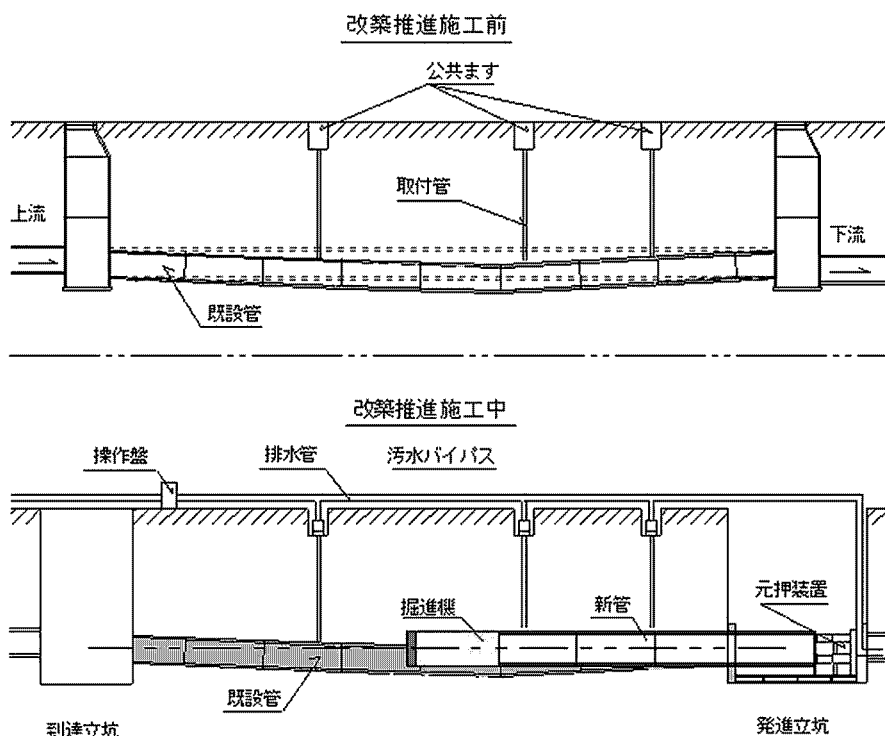 改築推進施工前
公共ます
取付管
上流
下流
既設管
改築推進施工中
操作盤
排水管
汚水バイパス
掘進機
新管
元押装置
既設管
到達立坑
発進立坑